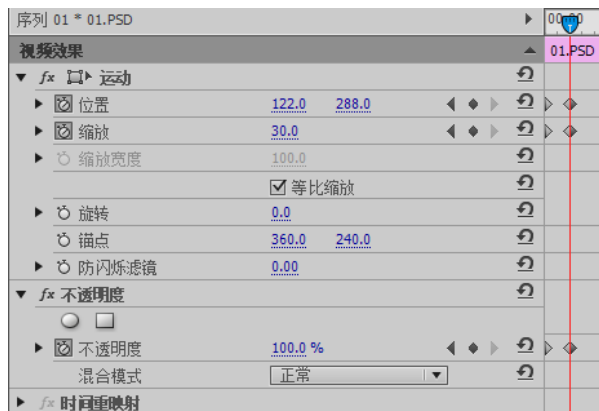 序列 01 * 01.PSD 00:00
视频效果 01.PSD
fx 运动
位置 122.0 288.0
缩放 30.0
缩放宽度 100.0
等比缩放
旋转 0.0
锚点 360.0 240.0
防闪烁滤镜 0.00
fx 不透明度
不透明度 100.0 %
混合模式 正常
fx 时间重映射